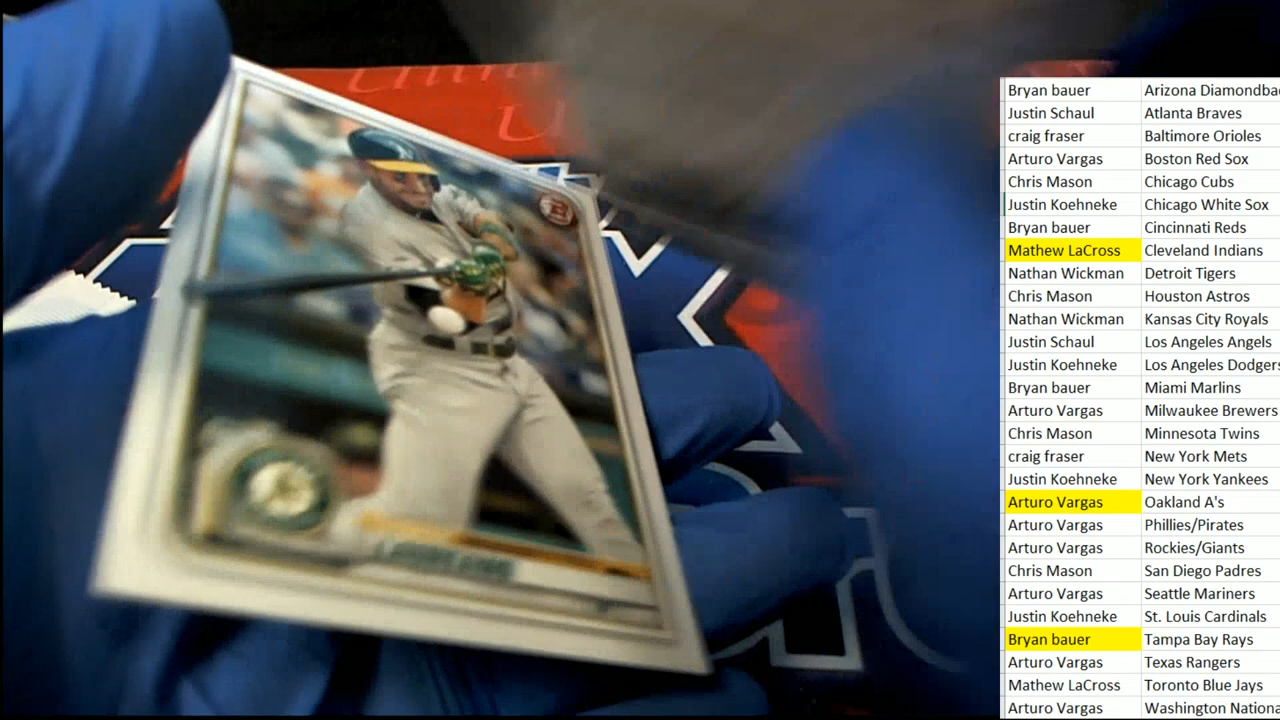 Bryan bauer Arizona Diamondba
Justin Schaul Atlanta Braves
craig fraser Baltimore Orioles
Arturo Vargas Boston Red Sox
Chris Mason Chicago Cubs
Justin Koehneke Chicago White Sox
Bryan bauer Cincinnati Reds
Mathew LaCross Cleveland Indians
Nathan Wickman Detroit Tigers
Chris Mason Houston Astros
Nathan Wickman Kansas City Royals
Justin Schaul Los Angeles Angels
Justin Koehneke Los Angeles Dodgers
Bryan bauer Miami Marlins
Arturo Vargas Milwaukee Brewers
Chris Mason Minnesota Twins
craig fraser New York Mets
Justin Koehneke New York Yankees
Arturo Vargas Oakland A's
Arturo Vargas Phillies/Pirates
Arturo Vargas Rockies/Giants
Chris Mason San Diego Padres
Arturo Vargas Seattle Mariners
Justin Koehneke St. Louis Cardinals
Bryan bauer Tampa Bay Rays
Arturo Vargas Texas Rangers
Mathew LaCross Toronto Blue Jays
Arturo Vargas Washington Nationa